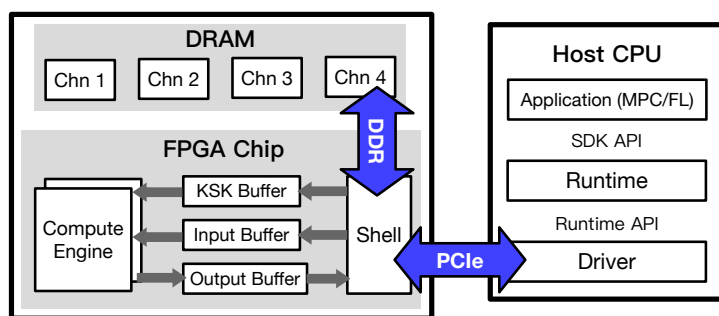 DRAM
Chn 1
Chn 2
Chn 3
Chn 4
DDR
FPGA Chip
KSK Buffer
Input Buffer
Output Buffer
Compute
Engine
Shell
PCIe
Host CPU
Application (MPC/FL)
SDK API
Runtime
Runtime API
Driver